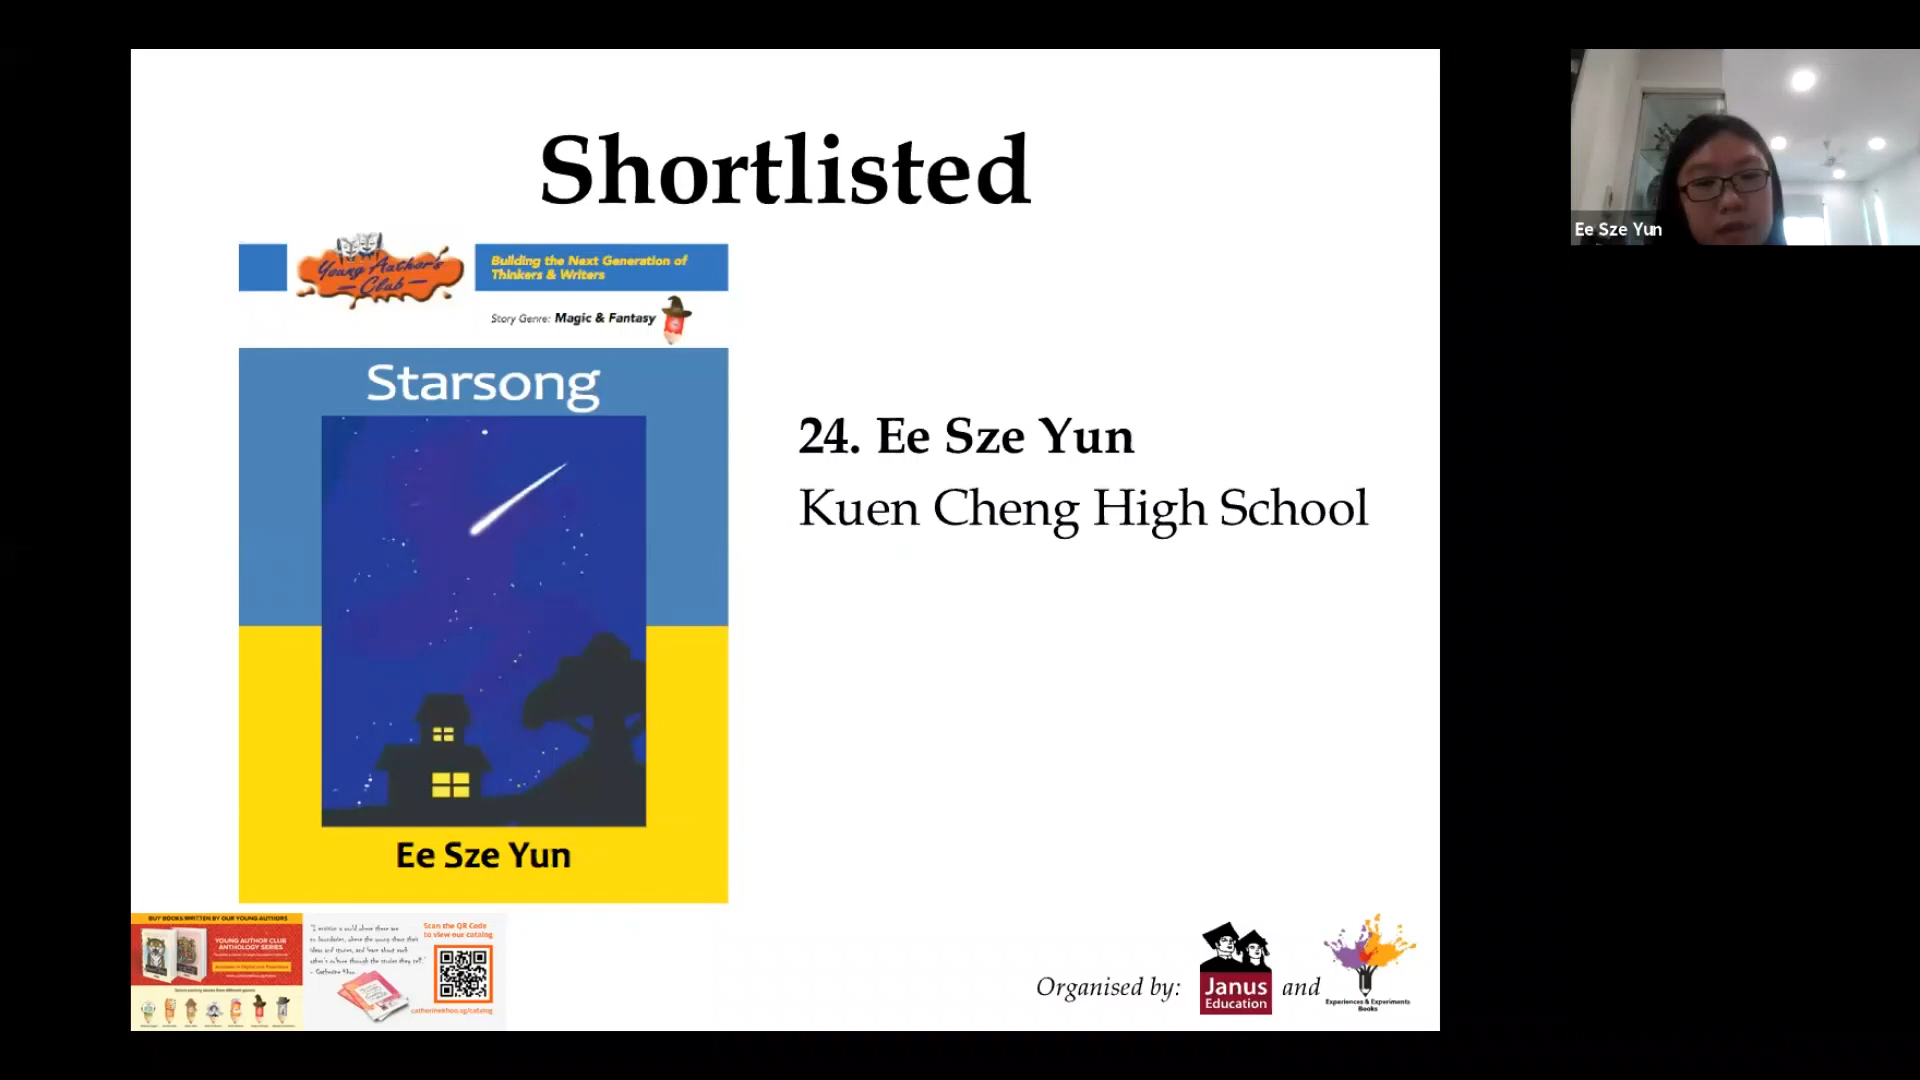 Shortlisted
Young Author's
Club
Building the Next Generation of
Thinkers & Writers
Story Genre: Magic & Fantasy
Starsong
Ee Sze Yun
24. Ee Sze Yun
Kuen Cheng High School
Ee Sze Yun
BUY BOOKS WRITTEN BY OUR YOUNG AUTHORS
YOUNG AUTHOR CLUB
ANTHOLOGY SERIES
Scan the QR Code
to view our catalog
catherinekhoo.sg/catalog
Organised by:
Janus
Education
and
Experiences & Experiments
Books